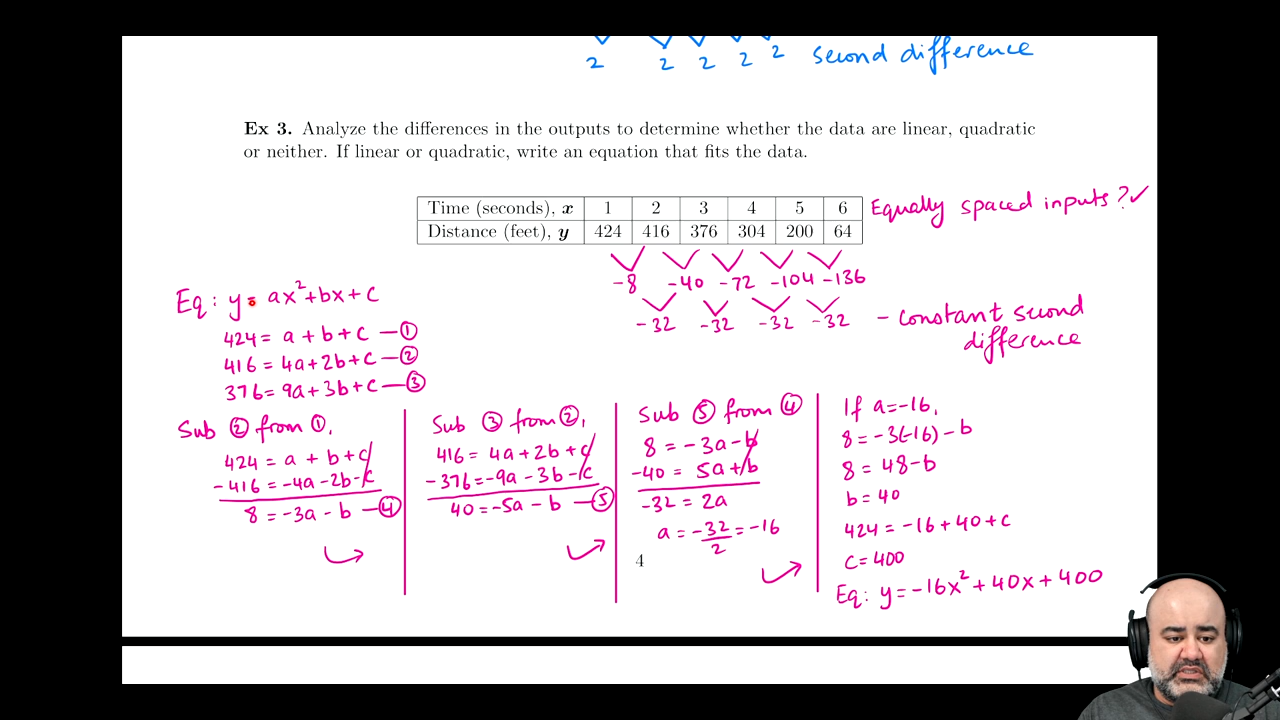 2 2 2 2 2 second difference
Ex 3. Analyze the differences in the outputs to determine whether the data are linear, quadratic
or neither. If linear or quadratic, write an equation that fits the data.
Time (seconds), x 1 2 3 4 5 6
Distance (feet), y 424 416 376 304 200 64
Equally spaced inputs? ✓
-8 -40 -72 -104 -136
-32 -32 -32 -32
- constant second
difference
Eq: y = ax²+bx+c
424 = a+b+c —①
416 = 4a+2b+c —②
376 = 9a+3b+c —③
Sub ② from ①,
424 = a + b + c
-416 = -4a-2b-c
8 = -3a - b —④
Sub ③ from ②,
416 = 4a+2b+c
-376 = -9a-3b-c
40 = -5a - b —⑤
Sub ⑤ from ④
8 = -3a-b
-40 = 5a+b
-32 = 2a
a = -32/2 = -16
If a=-16,
8 = -3(-16) - b
8 = 48-b
b = 40
424 = -16+40+c
c = 400
Eq: y = -16x²+40x+400
4